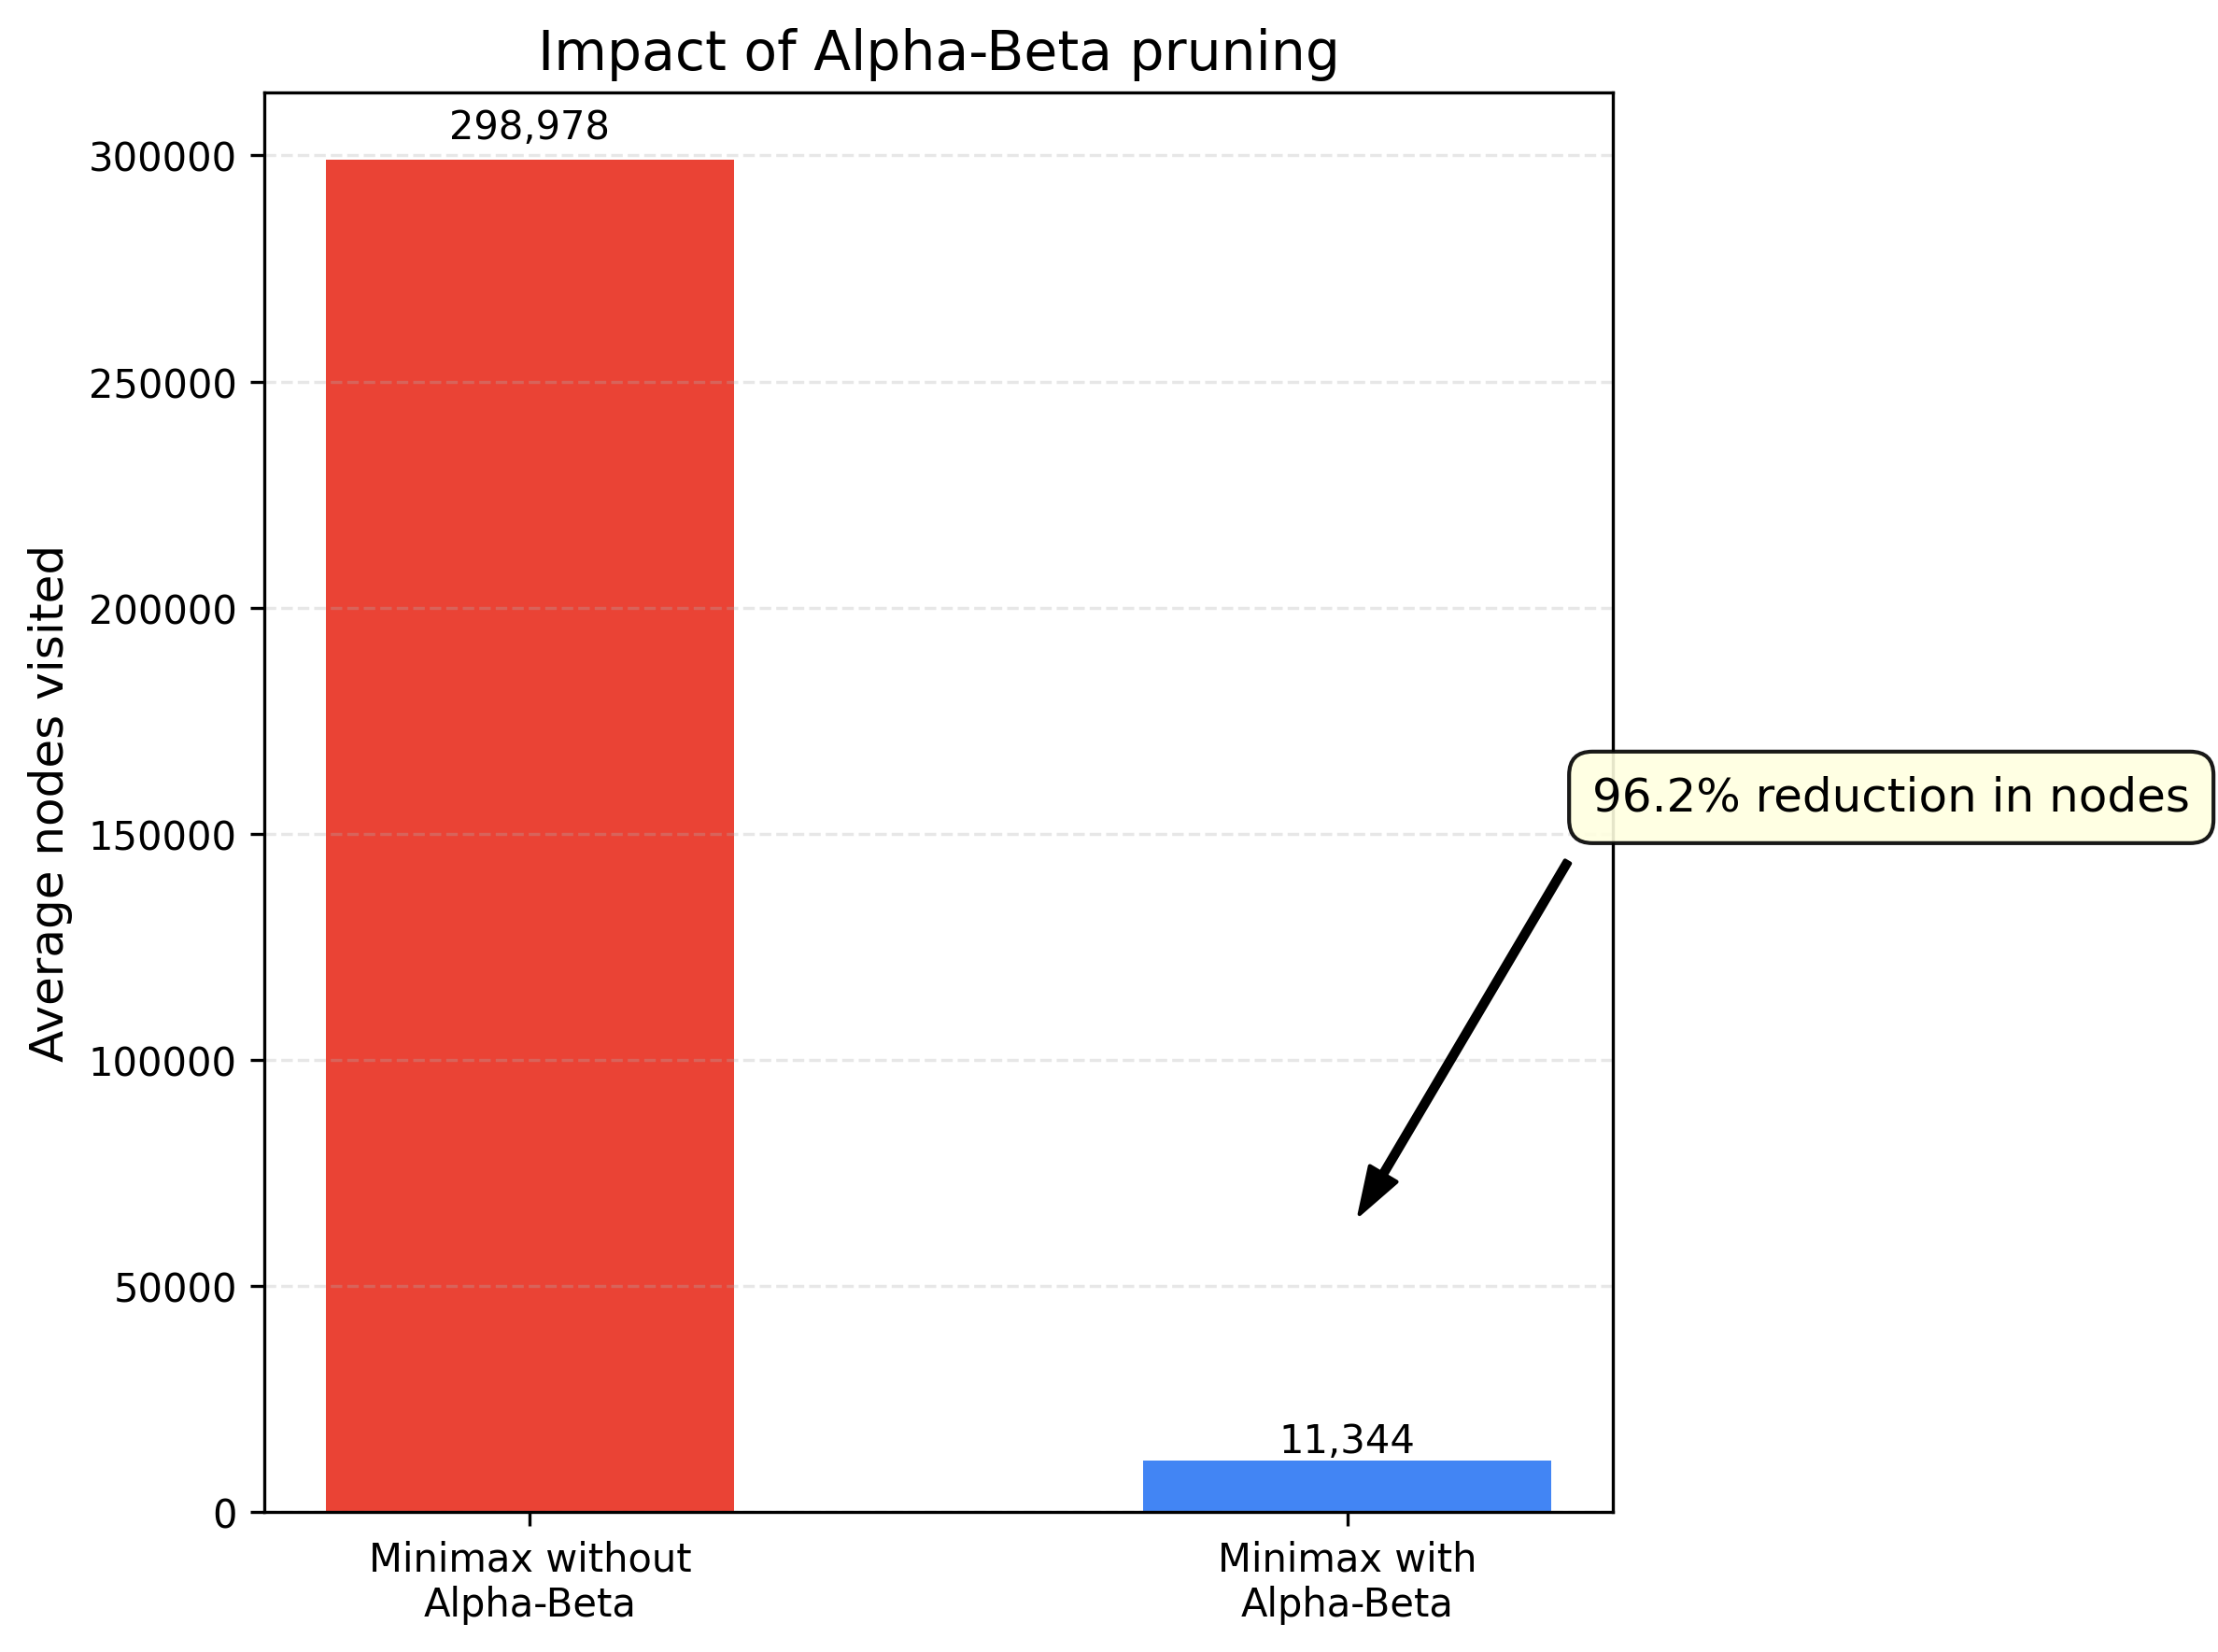 Impact of Alpha-Beta pruning
Average nodes visited
300000
250000
200000
150000
100000
50000
0
298,978
11,344
96.2% reduction in nodes
Minimax without
Alpha-Beta
Minimax with
Alpha-Beta